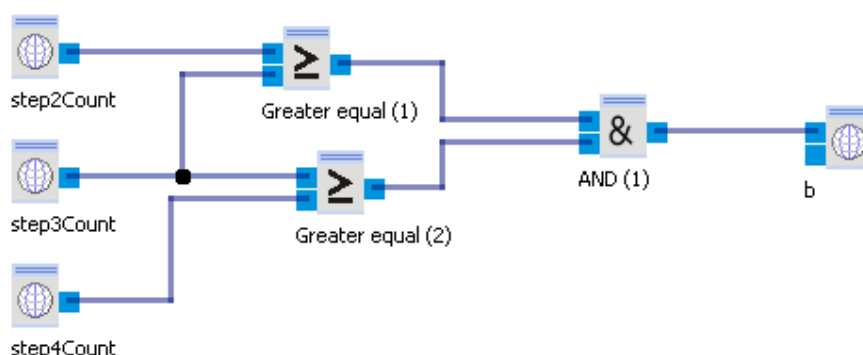 step2Count
Greater equal (1)
step3Count
Greater equal (2)
&
AND (1)
b
step4Count